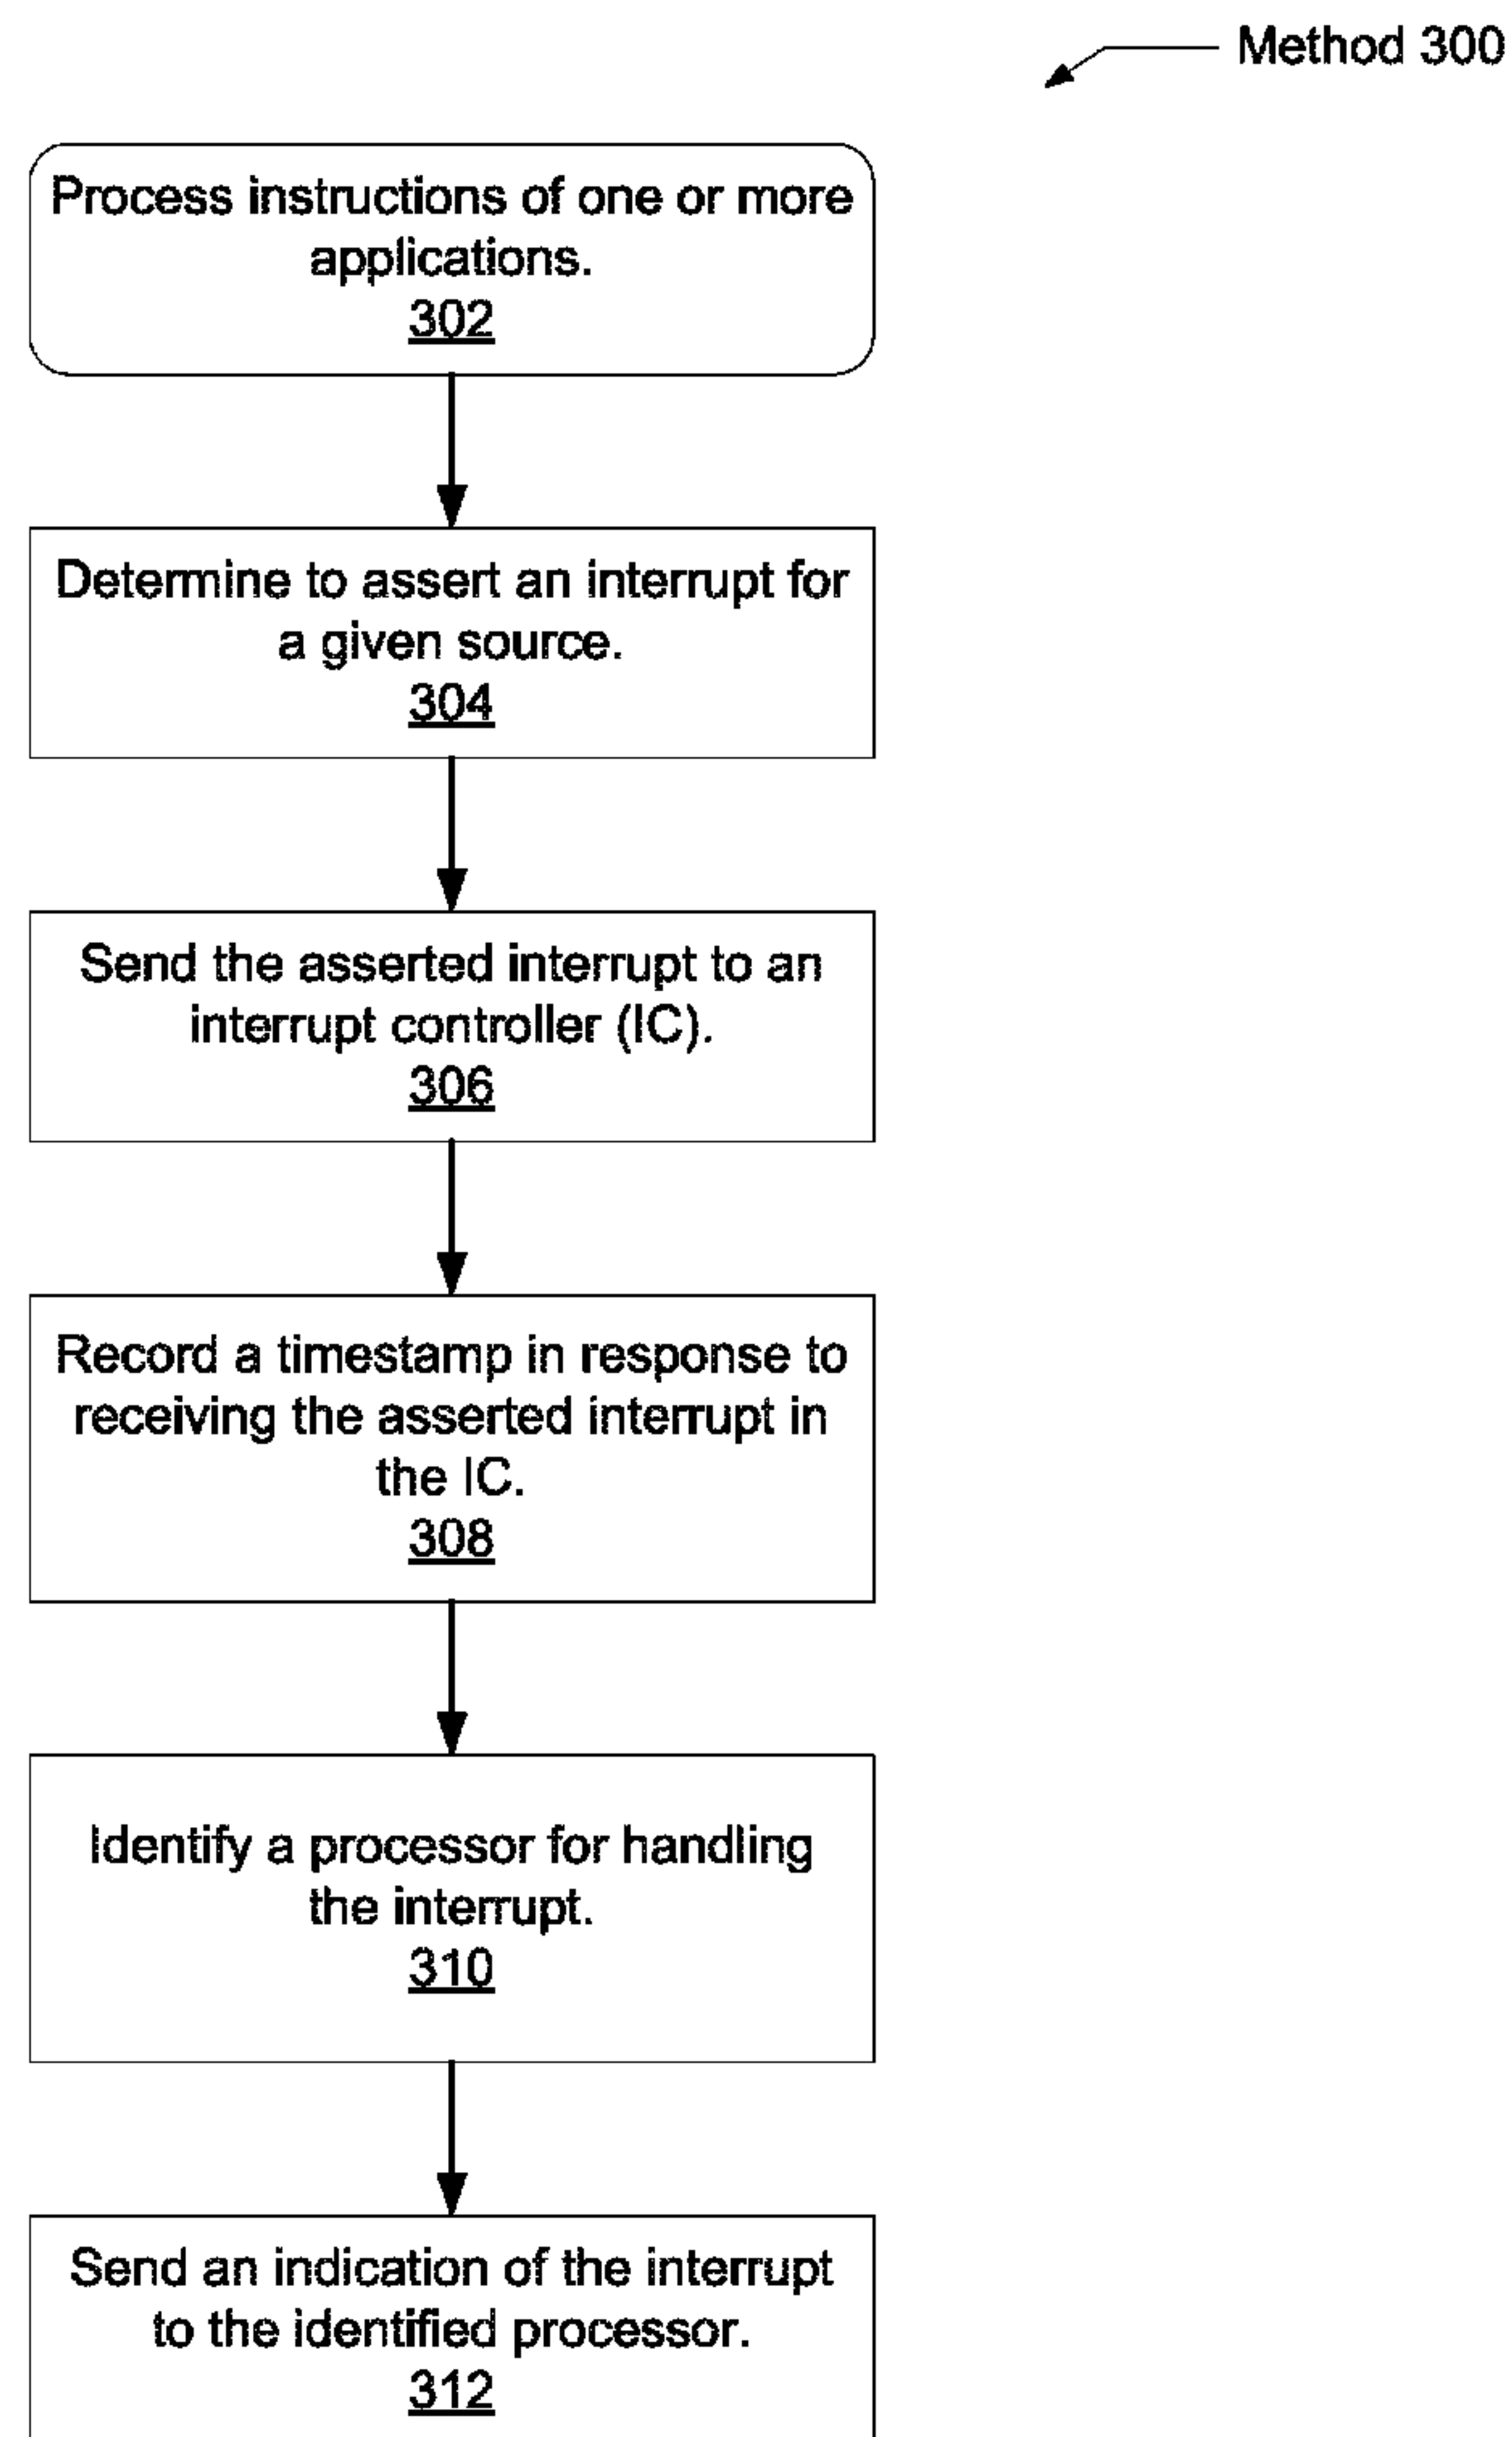 Method 300
Process instructions of one or more
applications.
302
Determine to assert an interrupt for
a given source.
304
Send the asserted interrupt to an
interrupt controller (IC).
306
Record a timestamp in response to
receiving the asserted interrupt in
the IC.
308
Identify a processor for handling
the interrupt.
310
Send an indication of the interrupt
to the identified processor.
312